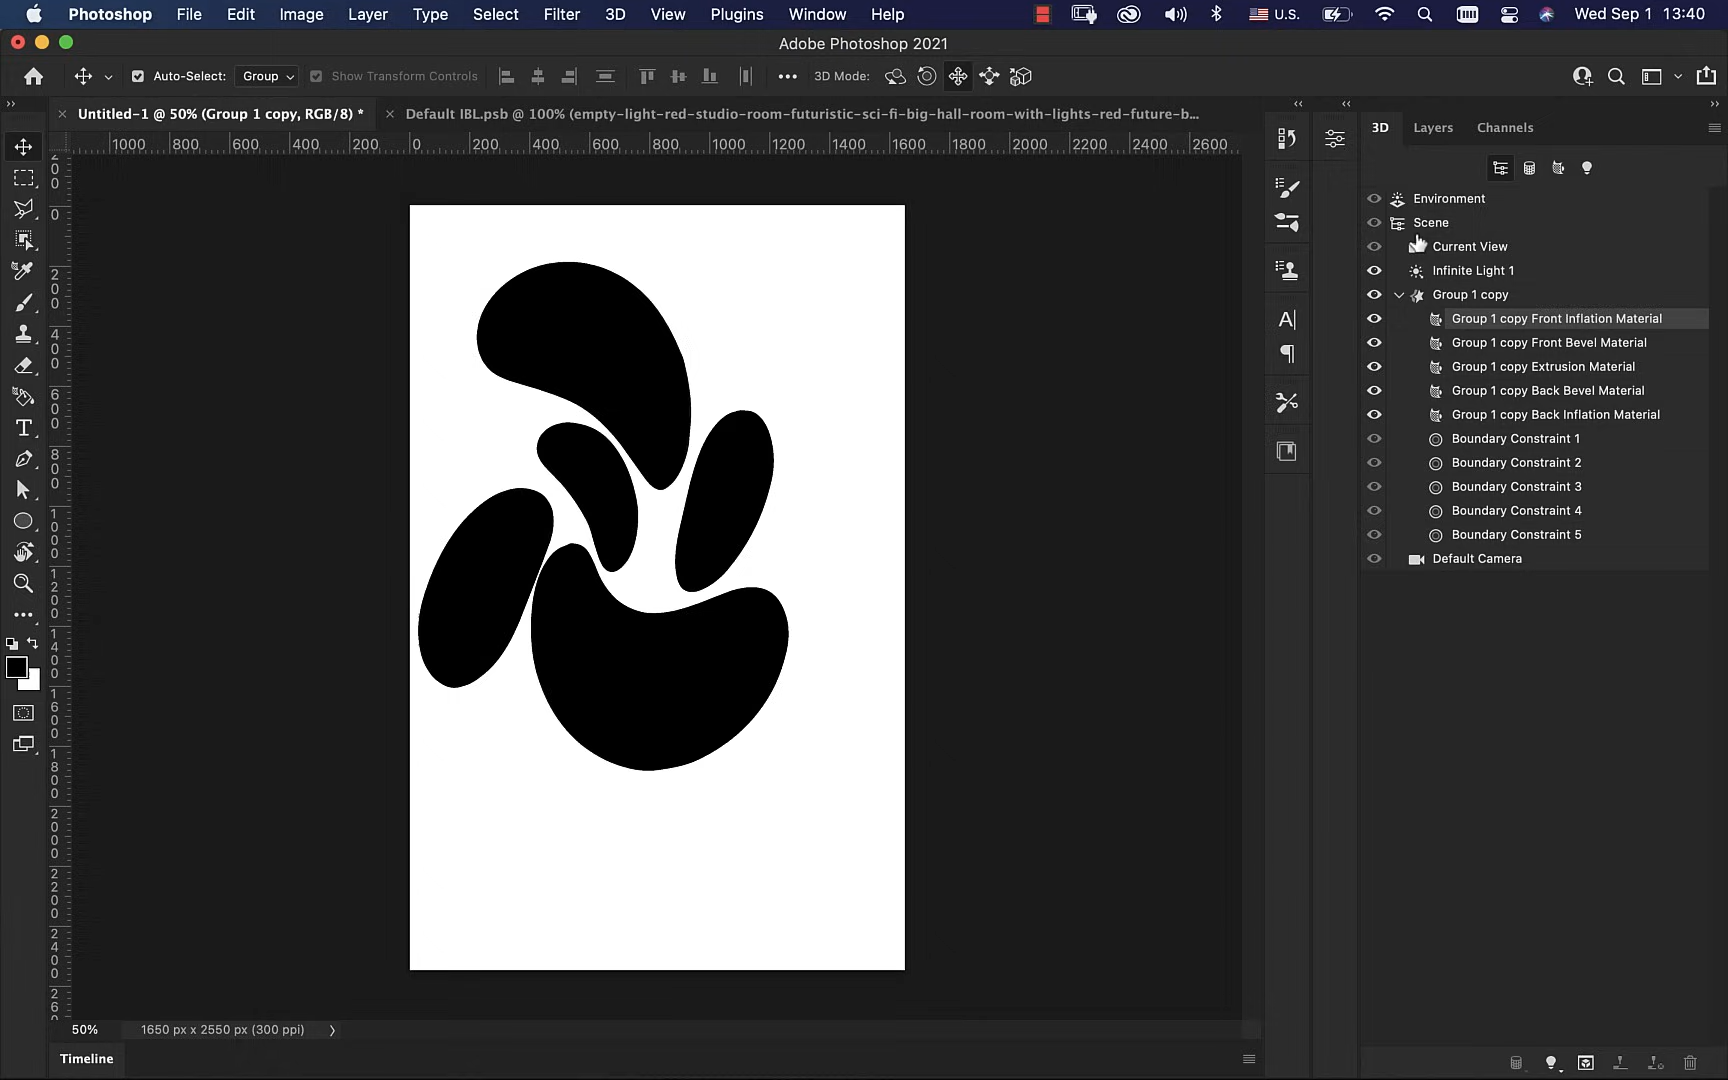 Photoshop File Edit Image Layer Type Select Filter 3D View Plugins Window Help U.S. Wed Sep 1 13:40
Adobe Photoshop 2021
Auto-Select: Group Show Transform Controls 3D Mode:
Untitled-1 @ 50% (Group 1 copy, RGB/8) * Default IBL.psb @ 100% (empty-light-red-studio-room-futuristic-sci-fi-big-hall-room-with-lights-red-future-b...
3D Layers Channels
1000 800 600 400 200 0 200 400 600 800 1000 1200 1400 1600 1800 2000 2200 2400 2600
Environment
Scene
Current View
Infinite Light 1
Group 1 copy
Group 1 copy Front Inflation Material
Group 1 copy Front Bevel Material
Group 1 copy Extrusion Material
Group 1 copy Back Bevel Material
Group 1 copy Back Inflation Material
Boundary Constraint 1
Boundary Constraint 2
Boundary Constraint 3
Boundary Constraint 4
Boundary Constraint 5
Default Camera
50% 1650 px x 2550 px (300 ppi)
Timeline